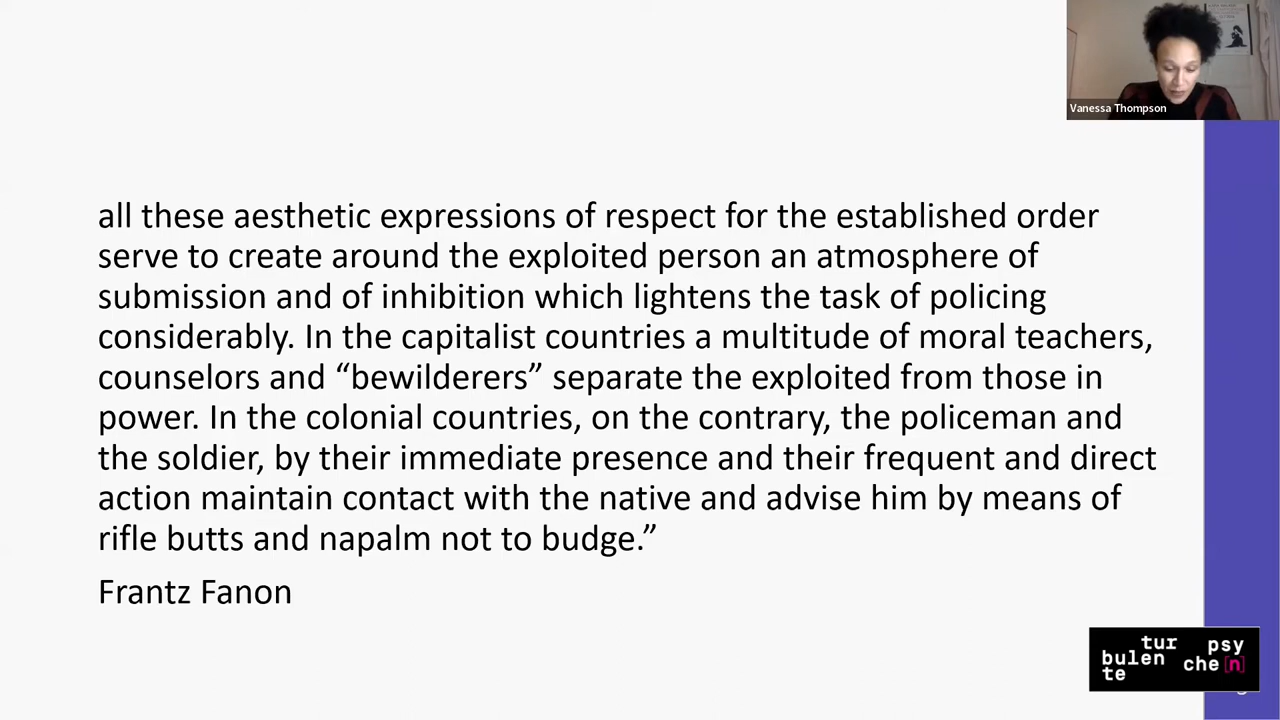 Vanessa Thompson
all these aesthetic expressions of respect for the established order
serve to create around the exploited person an atmosphere of
submission and of inhibition which lightens the task of policing
considerably. In the capitalist countries a multitude of moral teachers,
counselors and “bewilderers” separate the exploited from those in
power. In the colonial countries, on the contrary, the policeman and
the soldier, by their immediate presence and their frequent and direct
action maintain contact with the native and advise him by means of
rifle butts and napalm not to budge.”
Frantz Fanon
tur
bulen
te
psy
che[n]